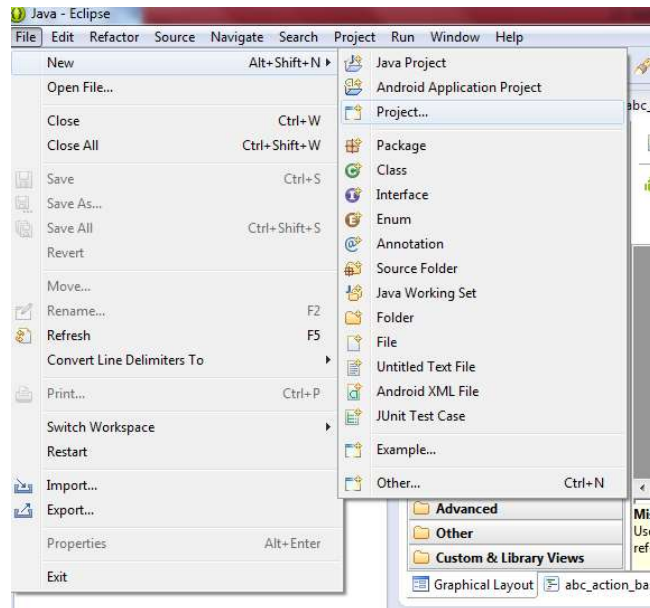 Java - Eclipse
File Edit Refactor Source Navigate Search Project Run Window Help
New Alt+Shift+N
Open File...
Close Ctrl+W
Close All Ctrl+Shift+W
Save Ctrl+S
Save As...
Save All Ctrl+Shift+S
Revert
Move...
Rename... F2
Refresh F5
Convert Line Delimiters To
Print... Ctrl+P
Switch Workspace
Restart
Import...
Export...
Properties Alt+Enter
Exit
Java Project
Android Application Project
Project...
Package
Class
Interface
Enum
Annotation
Source Folder
Java Working Set
Folder
File
Untitled Text File
Android XML File
JUnit Test Case
Example...
Other... Ctrl+N
abc_
Advanced
Other
Custom & Library Views
Graphical Layout abc_action_ba
Mi
Use
ref